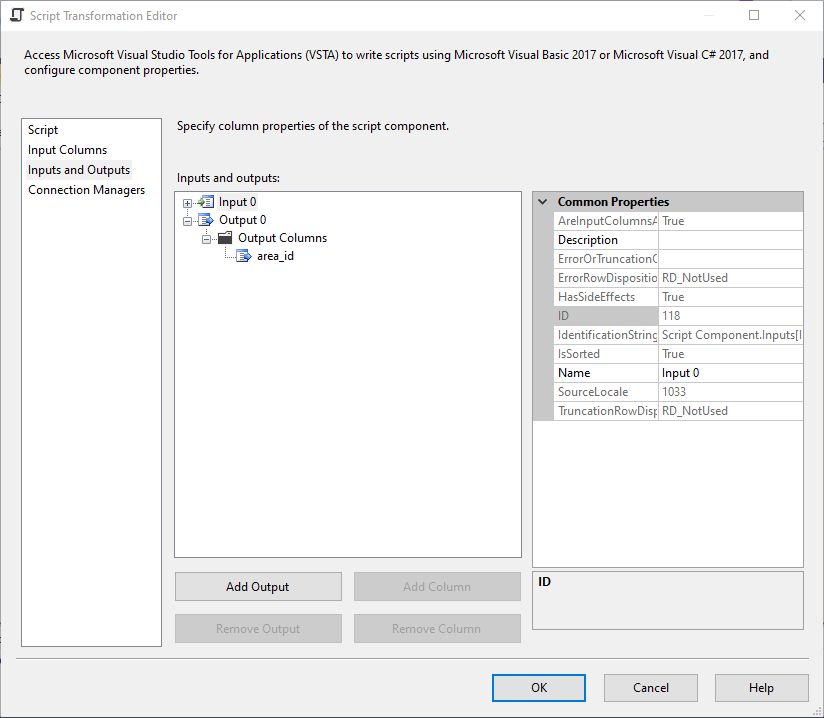 Script Transformation Editor
Access Microsoft Visual Studio Tools for Applications (VSTA) to write scripts using Microsoft Visual Basic 2017 or Microsoft Visual C# 2017, and
configure component properties.
Script
Input Columns
Inputs and Outputs
Connection Managers
Specify column properties of the script component.
Inputs and outputs:
Input 0
Output 0
Output Columns
area_id
Add Output
Add Column
Remove Output
Remove Column
Common Properties
AreInputColumnsA True
Description
ErrorOrTruncationO
ErrorRowDispositio RD_NotUsed
HasSideEffects True
ID 118
IdentificationString Script Component.Inputs[I
IsSorted True
Name Input 0
SourceLocale 1033
TruncationRowDisp RD_NotUsed
ID
OK
Cancel
Help